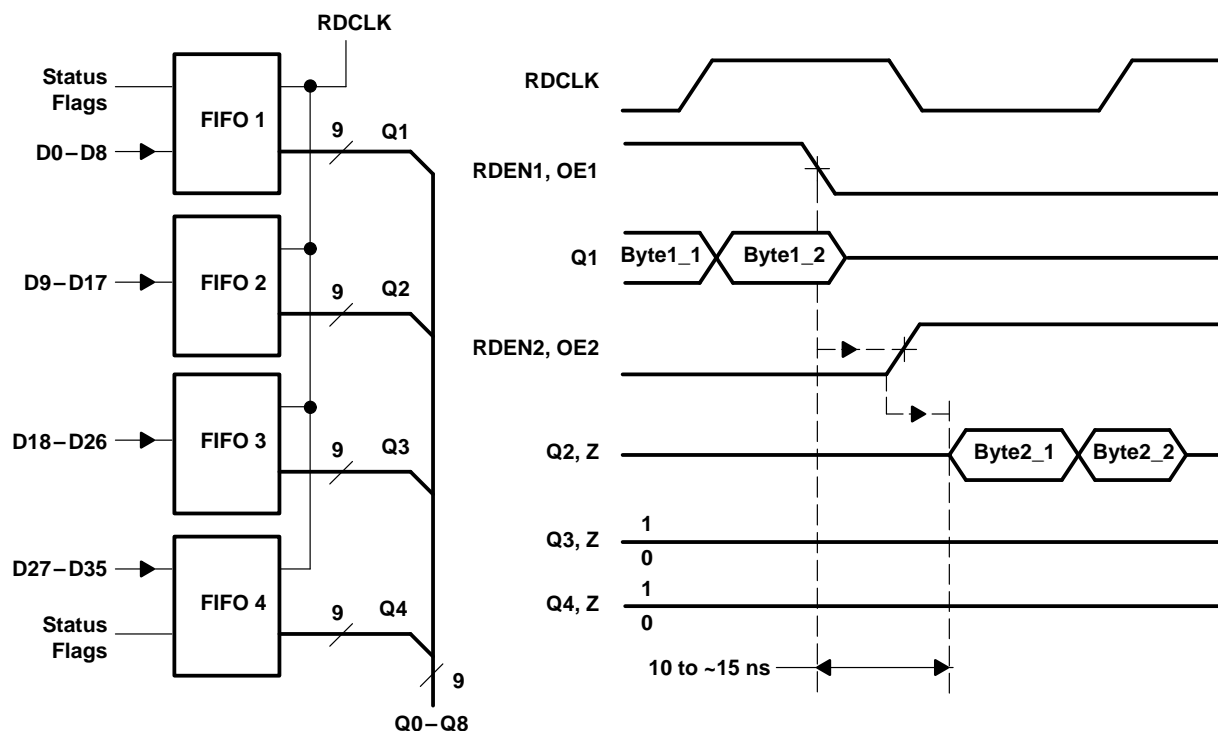 RDCLK
Status
Flags
D0–D8
FIFO 1
9
Q1
D9–D17
FIFO 2
9
Q2
D18–D26
FIFO 3
9
Q3
D27–D35
Status
Flags
FIFO 4
9
Q4
9
Q0–Q8
RDCLK
RDEN1, OE1
Q1
Byte1_1
Byte1_2
RDEN2, OE2
Q2, Z
Byte2_1
Byte2_2
Q3, Z
1
0
Q4, Z
1
0
10 to ~15 ns